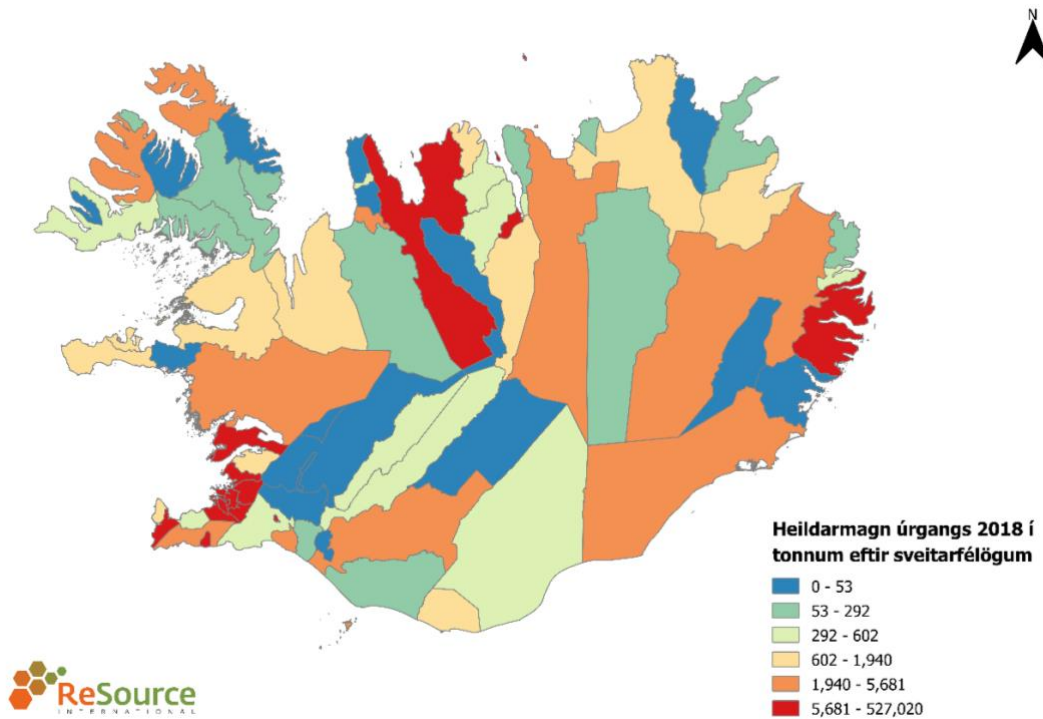 N
Heildarmagn úrgangs 2018 í
tonnum eftir sveitarfélögum
0 - 53
53 - 292
292 - 602
602 - 1,940
1,940 - 5,681
5,681 - 527,020
ReSource
INTERNATIONAL